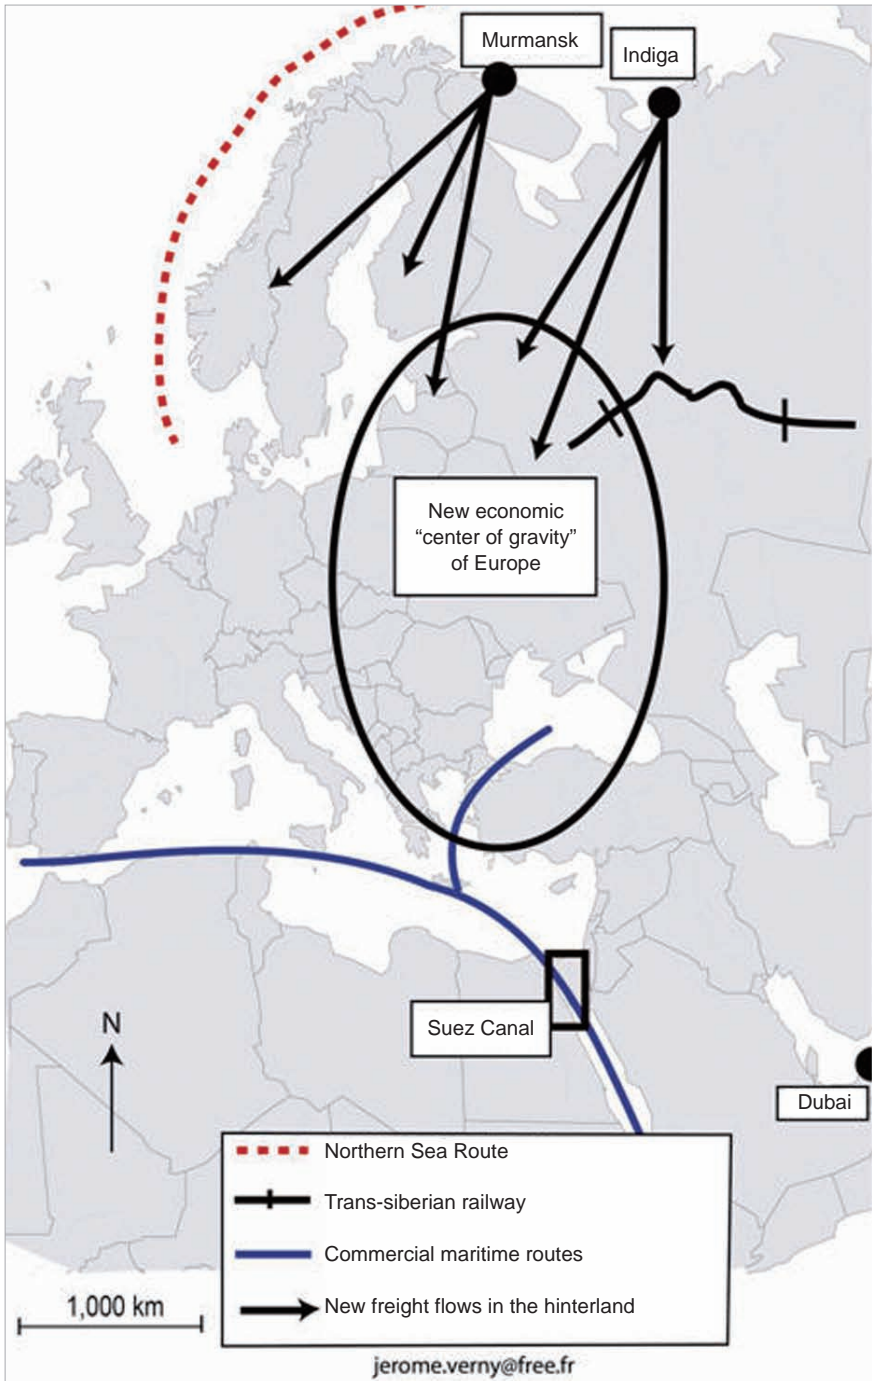 Murmansk
Indiga
New economic
“center of gravity”
of Europe
Suez Canal
N
Dubai
Northern Sea Route
Trans-siberian railway
Commercial maritime routes
New freight flows in the hinterland
1,000 km
jerome.verny@free.fr